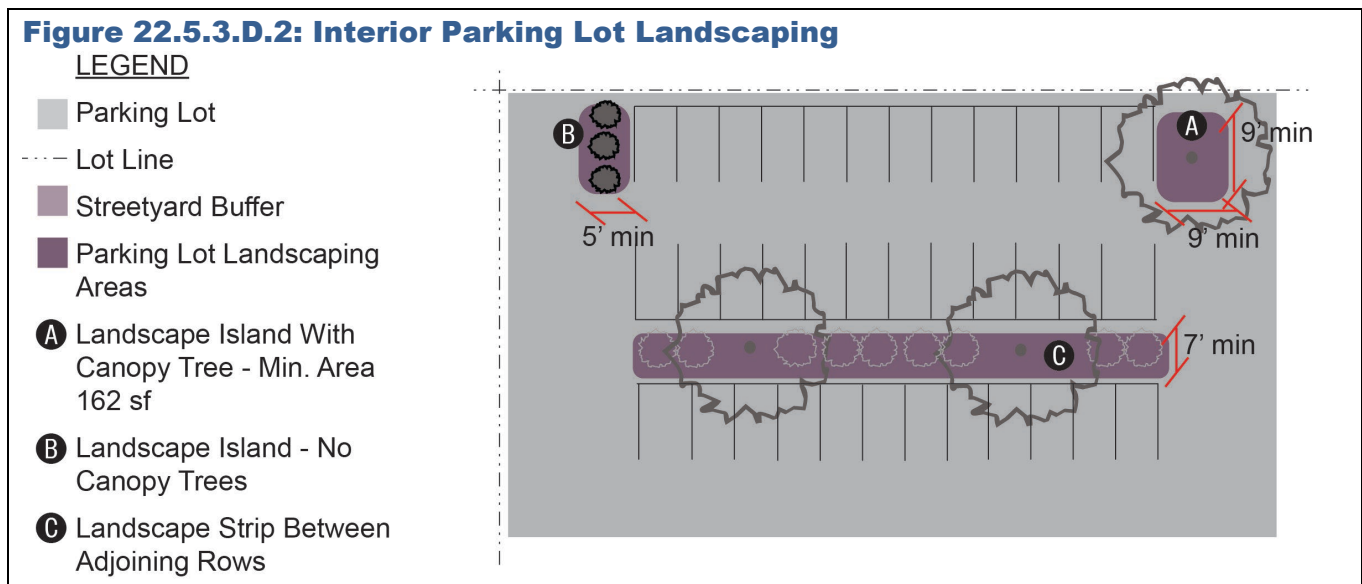 Figure 22.5.3.D.2: Interior Parking Lot Landscaping
LEGEND
Parking Lot
Lot Line
Streetyard Buffer
Parking Lot Landscaping
Areas
A Landscape Island With
Canopy Tree - Min. Area
162 sf
B Landscape Island - No
Canopy Trees
C Landscape Strip Between
Adjoining Rows
B
5' min
A
9' min
9' min
C
7' min